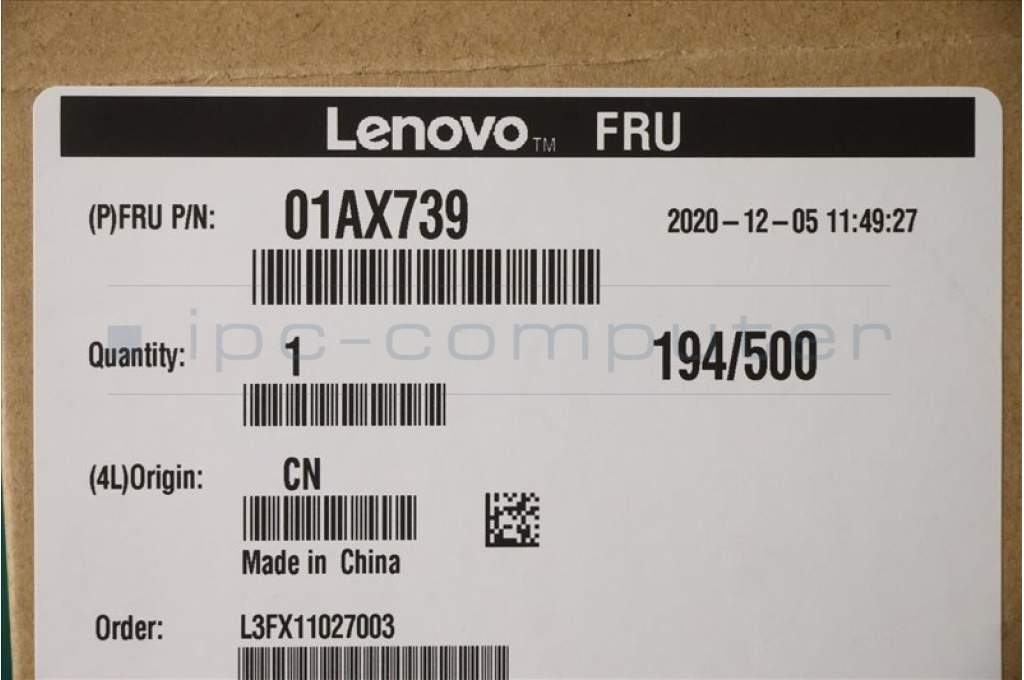 Lenovo™ FRU
(P)FRU P/N: 01AX739 2020-12-05 11:49:27
ipc-computer
Quantity: 1 194/500
(4L)Origin: CN
Made in China
Order: L3FX11027003